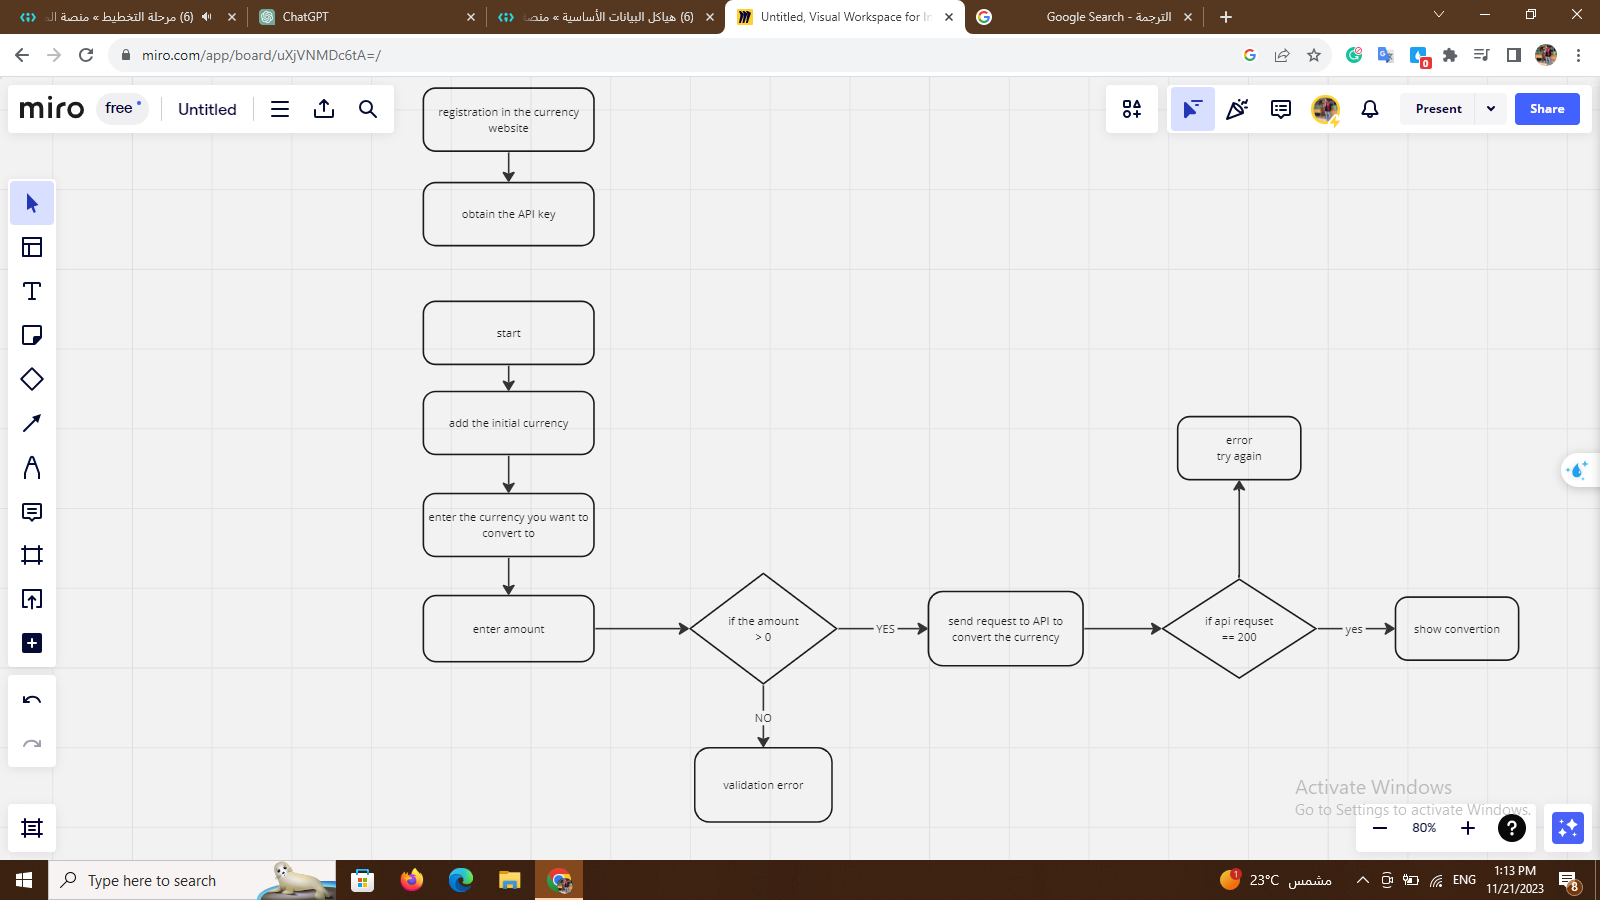 (6) مرحلة التخطيط » منصة الم
ChatGPT
(6) هياكل البيانات الأساسية » منصة
Untitled, Visual Workspace for In
الترجمة - Google Search
miro.com/app/board/uXjVNMDc6tA=/
0
miro
free
Untitled
Present
Share
registration in the currency
website
obtain the API key
start
add the initial currency
enter the currency you want to
convert to
enter amount
if the amount
> 0
YES
NO
validation error
send request to API to
convert the currency
if api requset
== 200
error
try again
yes
show convertion
Activate Windows
Go to Settings to activate Windows.
80%
?
Type here to search
1
23°C مشمس
ENG
1:13 PM
11/21/2023
8